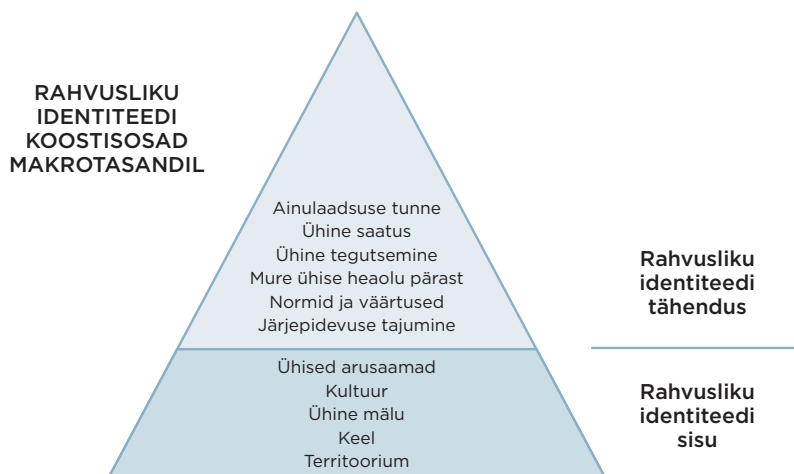 RAHVUSLIKU
IDENTITEEDI
KOOSTISOSAD
MAKROTASANDIL
Ainulaadsuse tunne
Ühine saatus
Ühine tegutsemine
Mure ühise heaolu pärast
Normid ja väärtused
Järjepidevuse tajumine
Rahvusliku
identiteedi
tähendus
Ühised arusaamad
Kultuur
Ühine mälu
Keel
Territoorium
Rahvusliku
identiteedi
sisu